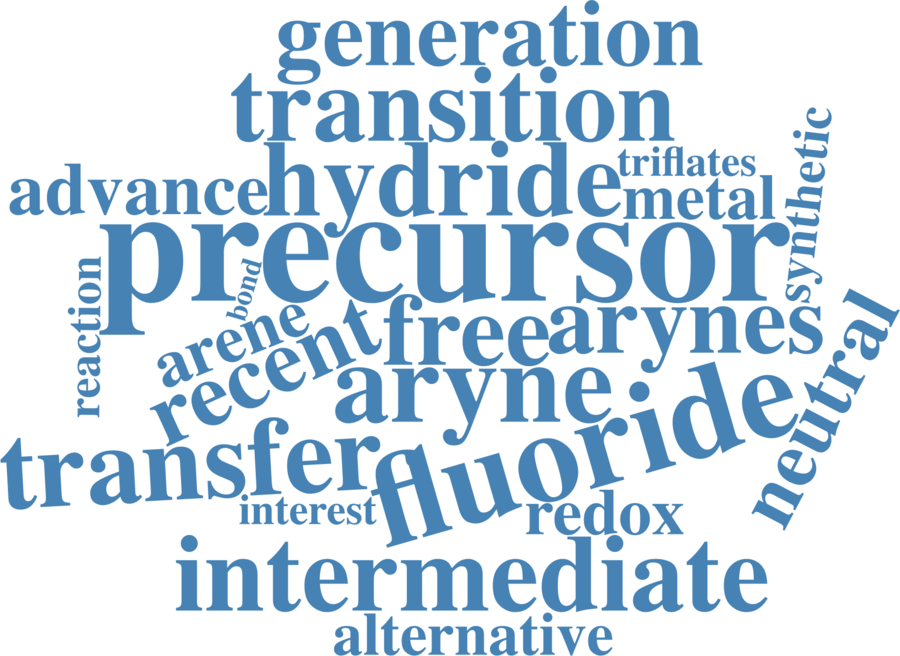 generation
transition
synthetic
hydride
triflates
advance
metal
precursor
reaction
bond
arene
free
arynes
recent
neutral
aryne
fluoride
transfer
interest
redox
intermediate
alternative